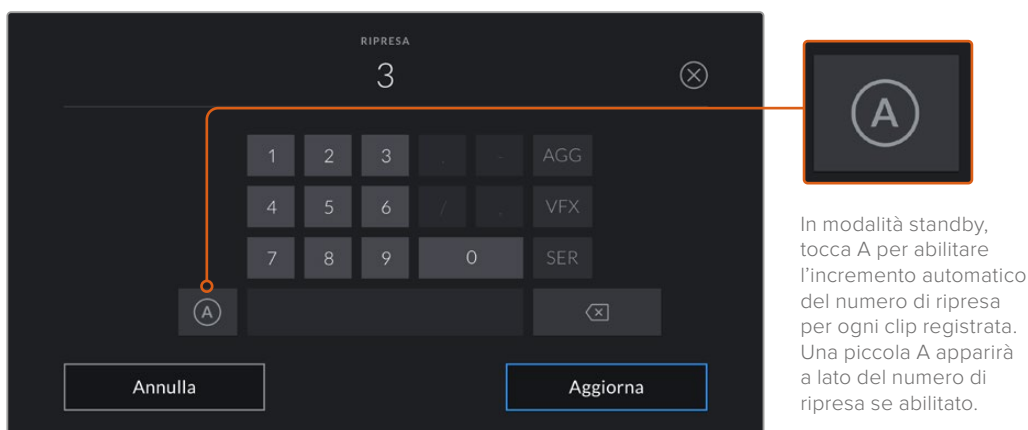 RIPRESA
3
1 2 3 , - AGG
4 5 6 / . VFX
7 8 9 0 SER
A
Annulla Aggiorna
A
In modalità standby,
tocca A per abilitare
l'incremento automatico
del numero di ripresa
per ogni clip registrata.
Una piccola A apparirà
a lato del numero di
ripresa se abilitato.